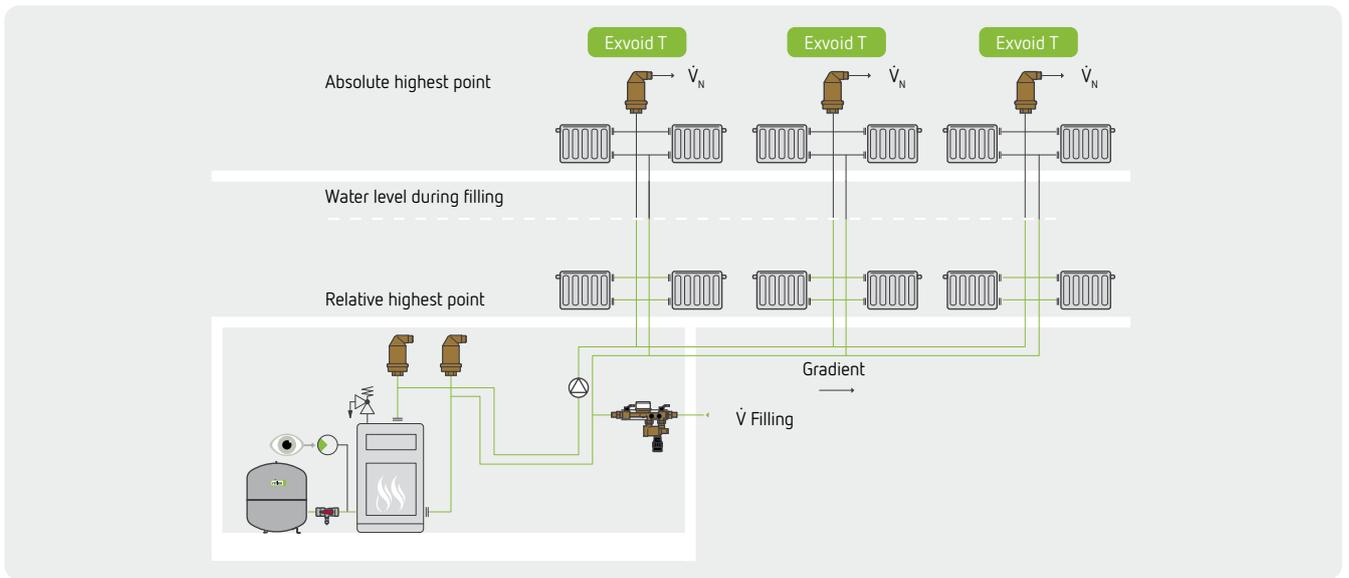 Exvoid T
Exvoid T
Exvoid T
Absolute highest point
V̇N
V̇N
V̇N
Water level during filling
Relative highest point
Gradient
V̇ Filling